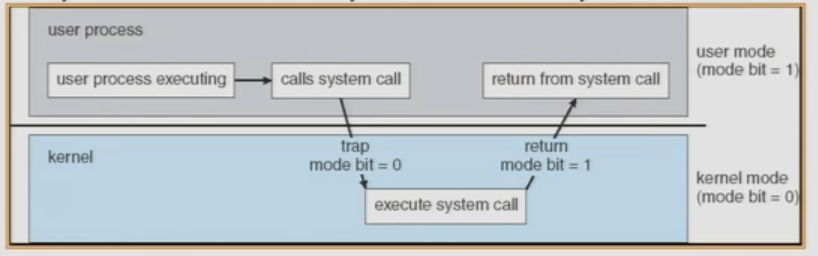 user process
user process executing
calls system call
return from system call
user mode
(mode bit = 1)
trap
mode bit = 0
return
mode bit = 1
kernel
execute system call
kernel mode
(mode bit = 0)